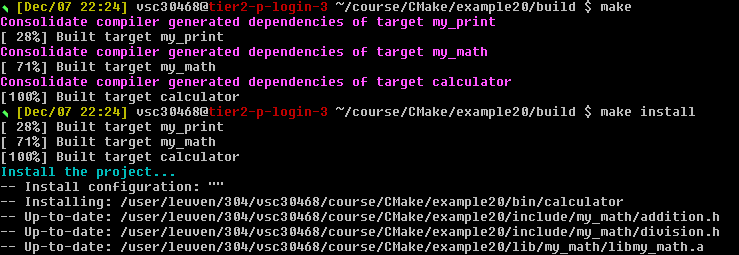 [Dec/07 22:24] vsc30468@tier2-p-login-3 ~/course/CMake/example20/build $ make
Consolidate compiler generated dependencies of target my_print
[ 28%] Built target my_print
Consolidate compiler generated dependencies of target my_math
[ 71%] Built target my_math
Consolidate compiler generated dependencies of target calculator
[100%] Built target calculator
[Dec/07 22:24] vsc30468@tier2-p-login-3 ~/course/CMake/example20/build $ make install
[ 28%] Built target my_print
[ 71%] Built target my_math
[100%] Built target calculator
Install the project...
-- Install configuration: ""
-- Installing: /user/leuven/304/vsc30468/course/CMake/example20/bin/calculator
-- Up-to-date: /user/leuven/304/vsc30468/course/CMake/example20/include/my_math/addition.h
-- Up-to-date: /user/leuven/304/vsc30468/course/CMake/example20/include/my_math/division.h
-- Up-to-date: /user/leuven/304/vsc30468/course/CMake/example20/lib/my_math/libmy_math.a